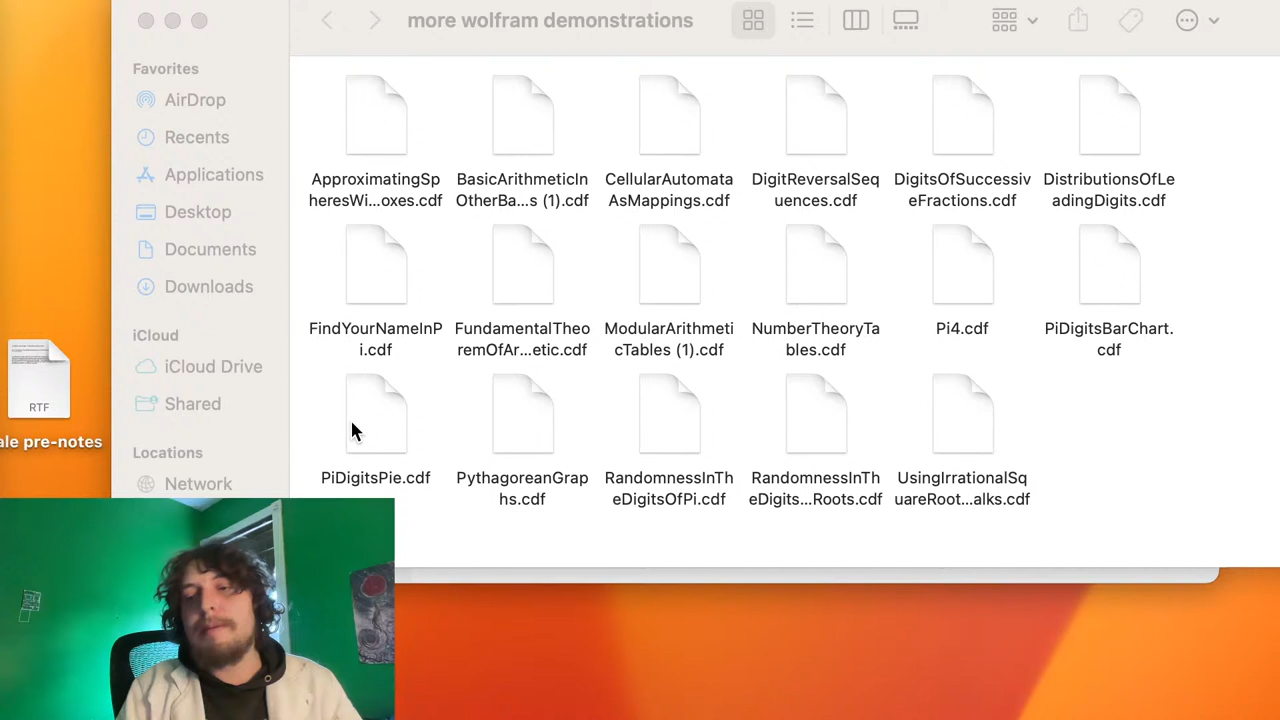 more wolfram demonstrations
Favorites
AirDrop
Recents
Applications
Desktop
Documents
Downloads
iCloud
iCloud Drive
Shared
Locations
Network
ApproximatingSp
heresWi...oxes.cdf
BasicArithmeticIn
OtherBa...s (1).cdf
CellularAutomata
AsMappings.cdf
DigitReversalSeq
uences.cdf
DigitsOfSuccessiv
eFractions.cdf
DistributionsOfLe
adingDigits.cdf
FindYourNameInP
i.cdf
FundamentalTheo
remOfAr...etic.cdf
ModularArithmeti
cTables (1).cdf
NumberTheoryTa
bles.cdf
Pi4.cdf
PiDigitsBarChart.
cdf
PiDigitsPie.cdf
PythagoreanGrap
hs.cdf
RandomnessInTh
eDigitsOfPi.cdf
RandomnessInTh
eDigits...Roots.cdf
UsingIrrationalSq
uareRoot...alks.cdf
RTF
ale pre-notes